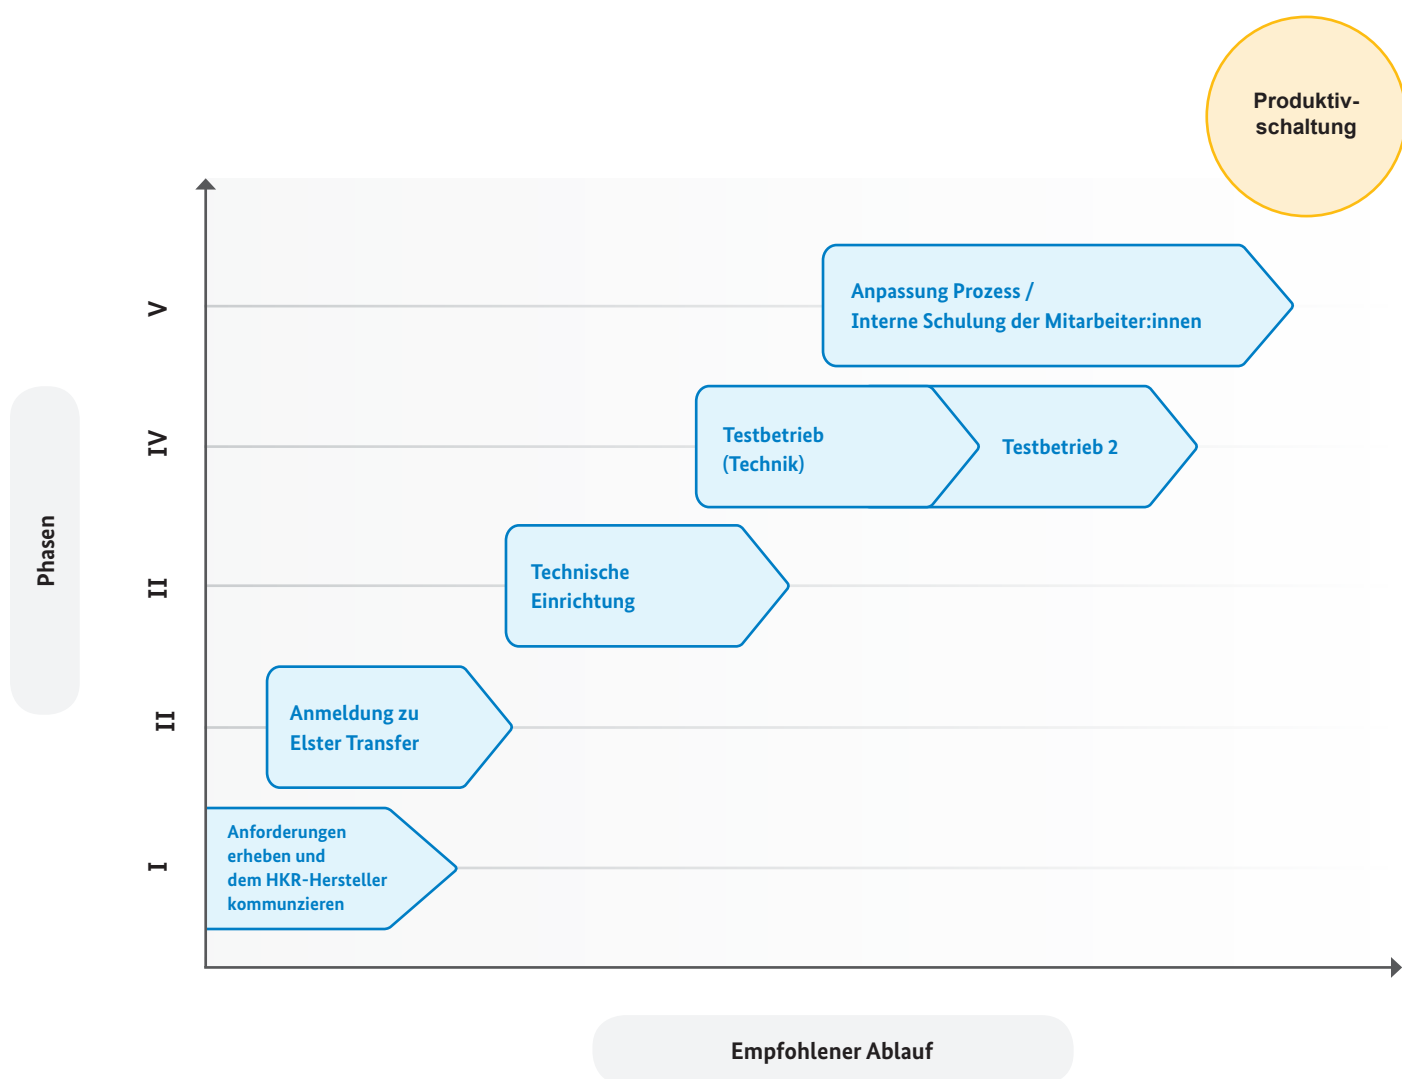 Produktiv-
schaltung
V
Anpassung Prozess /
Interne Schulung der Mitarbeiter:innen
IV
Testbetrieb
(Technik)
Testbetrieb 2
Phasen
II
Technische
Einrichtung
II
Anmeldung zu
Elster Transfer
I
Anforderungen
erheben und
dem HKR-Hersteller
kommunzieren
Empfohlener Ablauf